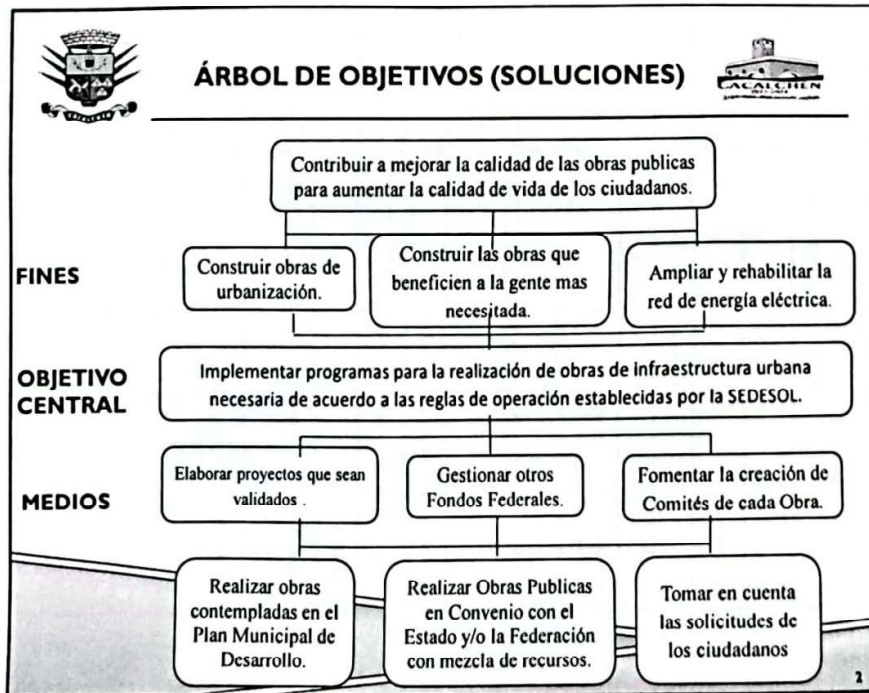 ÁRBOL DE OBJETIVOS (SOLUCIONES)
CACALCHEN
Contribuir a mejorar la calidad de las obras publicas
para aumentar la calidad de vida de los ciudadanos.
FINES
Construir obras de
urbanización.
Construir las obras que
beneficien a la gente mas
necesitada.
Ampliar y rehabilitar la
red de energía eléctrica.
OBJETIVO
CENTRAL
Implementar programas para la realización de obras de infraestructura urbana
necesaria de acuerdo a las reglas de operación establecidas por la SEDESOL.
MEDIOS
Elaborar proyectos que sean
validados .
Gestionar otros
Fondos Federales.
Fomentar la creación de
Comités de cada Obra.
Realizar obras
contempladas en el
Plan Municipal de
Desarrollo.
Realizar Obras Publicas
en Convenio con el
Estado y/o la Federación
con mezcla de recursos.
Tomar en cuenta
las solicitudes de
los ciudadanos
2